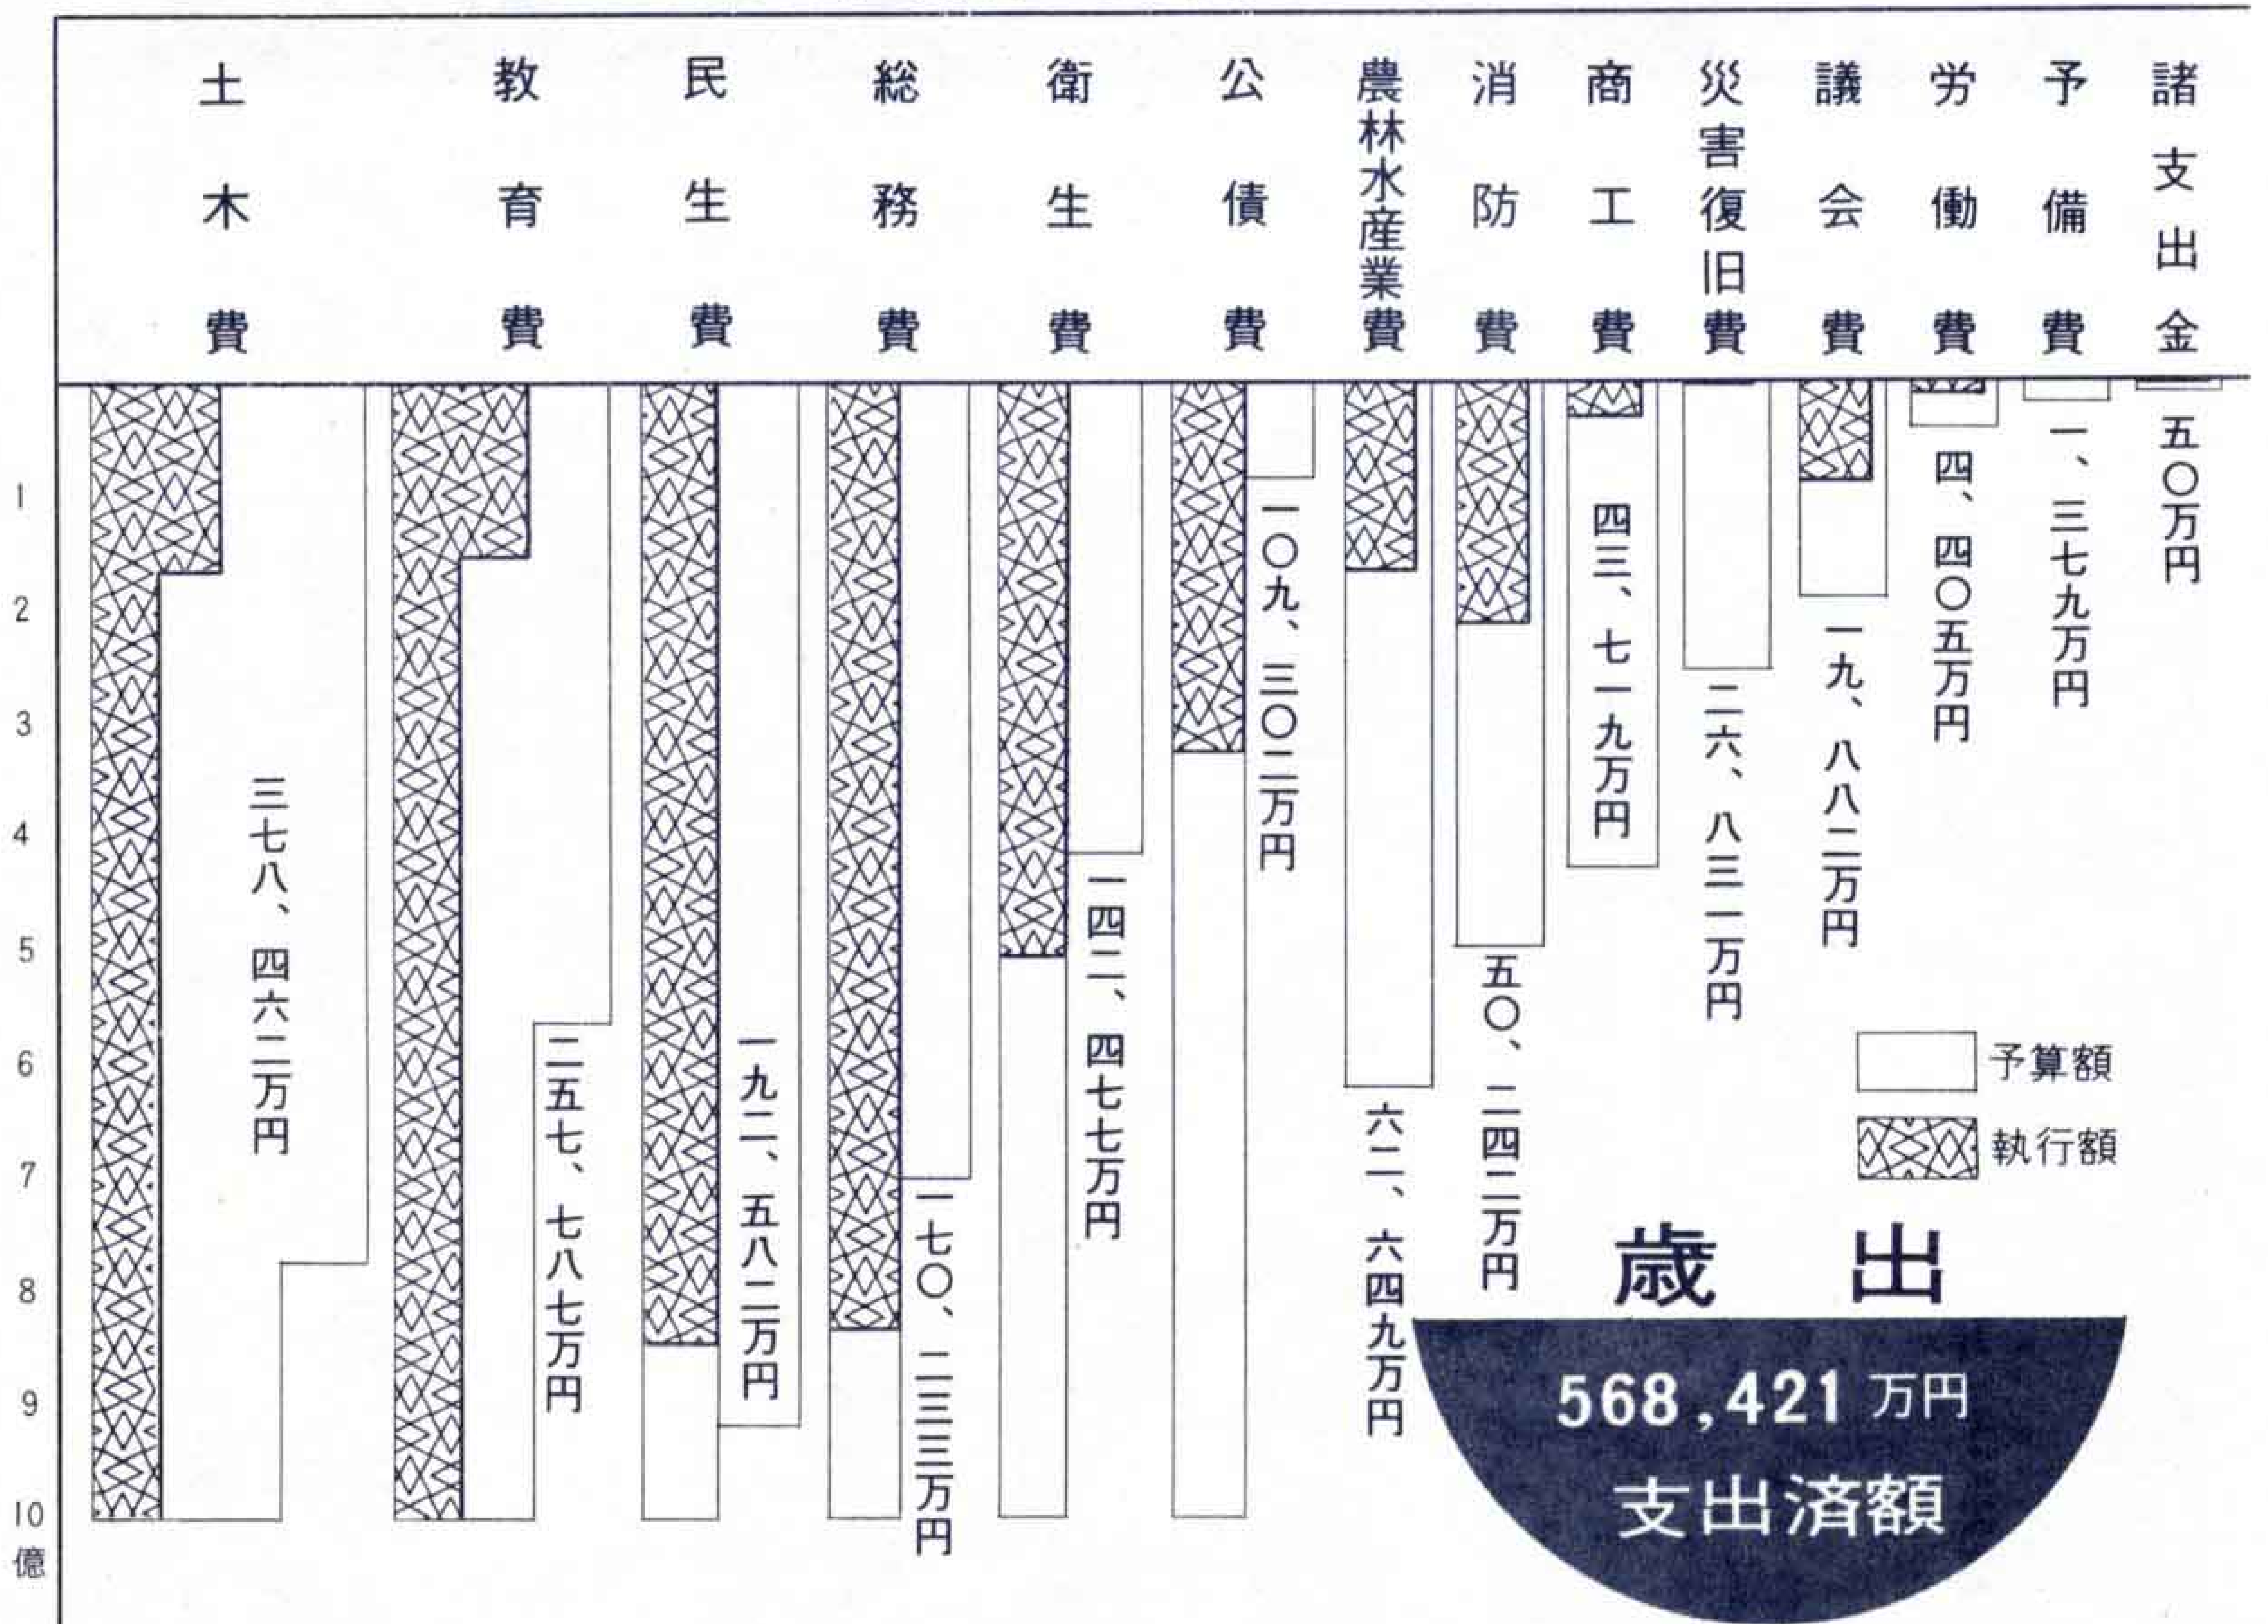 土木費
教育費
民生費
総務費
衛生費
公債費
農林水産業費
消防費
商工費
災害復旧費
議会費
労働費
予備費
諸支出金
1
2
3
4
5
6
7
8
9
10
億
三七八、四六二万円
二五七、七八七万円
一九二、五八二万円
一七〇、二三三万円
一四二、四七七万円
一〇九、三〇二万円
六二、六四九万円
五〇、二四二万円
四三、七一九万円
二六、八三一万円
一九、八八二万円
四、四〇五万円
一、三七九万円
五〇万円
予算額
執行額
歳出
568,421万円
支出済額